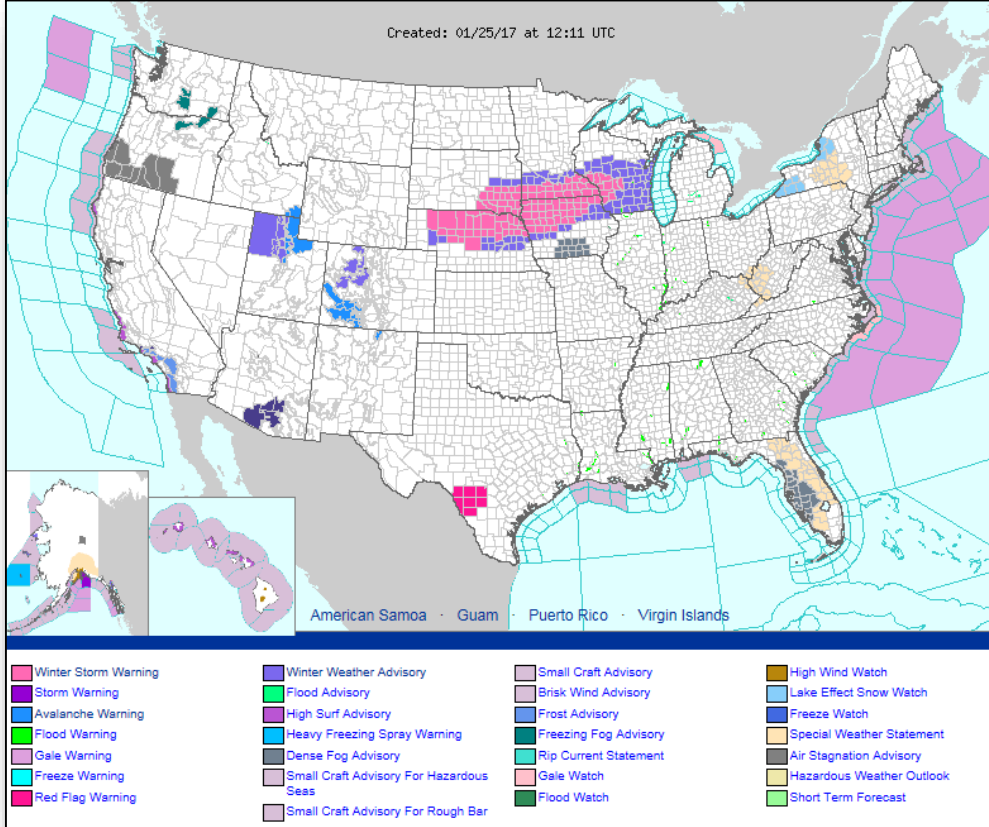 Created: 01/25/17 at 12:11 UTC
American Samoa · Guam · Puerto Rico · Virgin Islands
Winter Storm Warning
Storm Warning
Avalanche Warning
Flood Warning
Gale Warning
Freeze Warning
Red Flag Warning
Winter Weather Advisory
Flood Advisory
High Surf Advisory
Heavy Freezing Spray Warning
Dense Fog Advisory
Small Craft Advisory For Hazardous
Seas
Small Craft Advisory For Rough Bar
Small Craft Advisory
Brisk Wind Advisory
Frost Advisory
Freezing Fog Advisory
Rip Current Statement
Gale Watch
Flood Watch
High Wind Watch
Lake Effect Snow Watch
Freeze Watch
Special Weather Statement
Air Stagnation Advisory
Hazardous Weather Outlook
Short Term Forecast